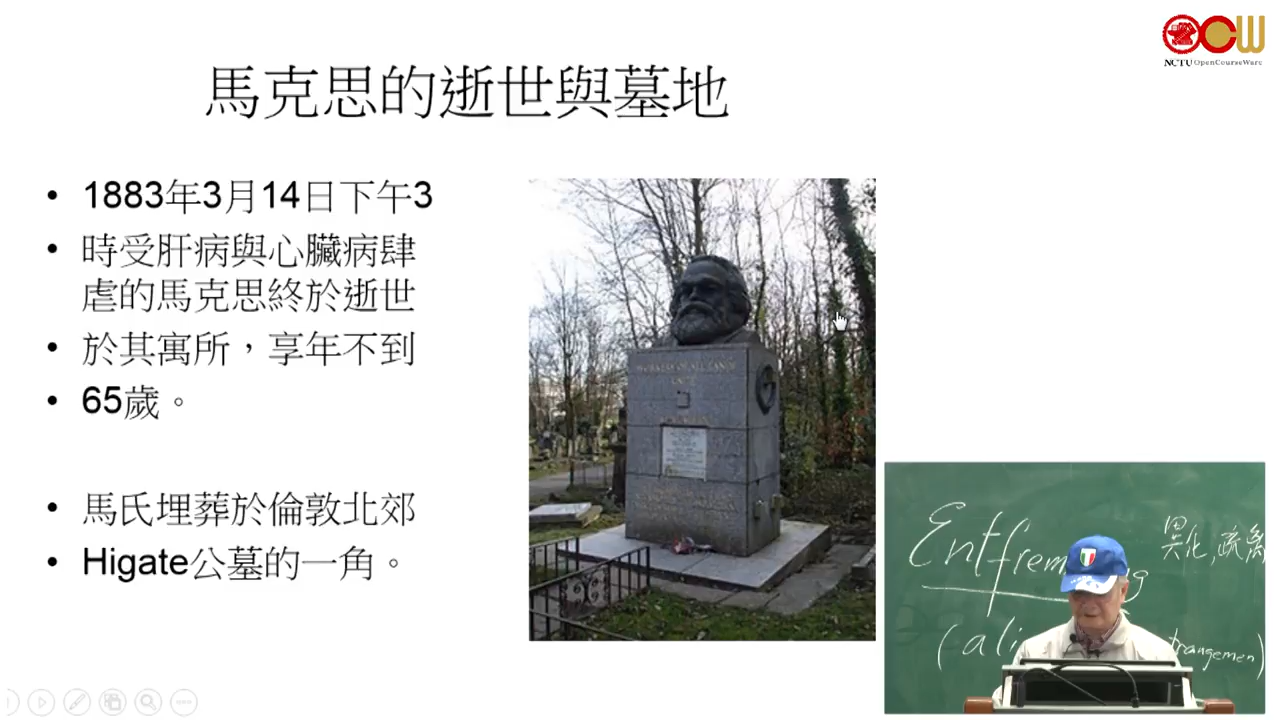 OCW
NCTU OpenCourseWare
馬克思的逝世與墓地
• 1883年3月14日下午3
• 時受肝病與心臟病肆
虐的馬克思終於逝世
• 於其寓所，享年不到
• 65歲。
• 馬氏埋葬於倫敦北郊
• Higate公墓的一角。
異化,疏離